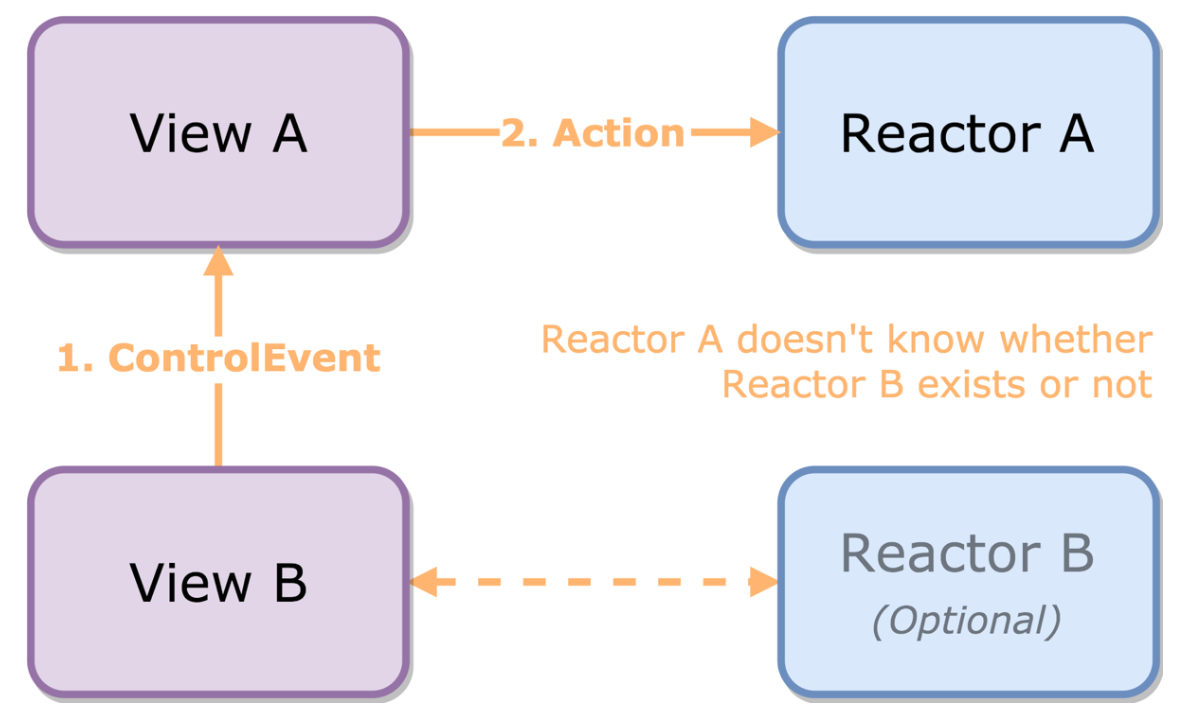 View A
2. Action
Reactor A
1. ControlEvent
Reactor A doesn't know whether
Reactor B exists or not
View B
Reactor B
(Optional)